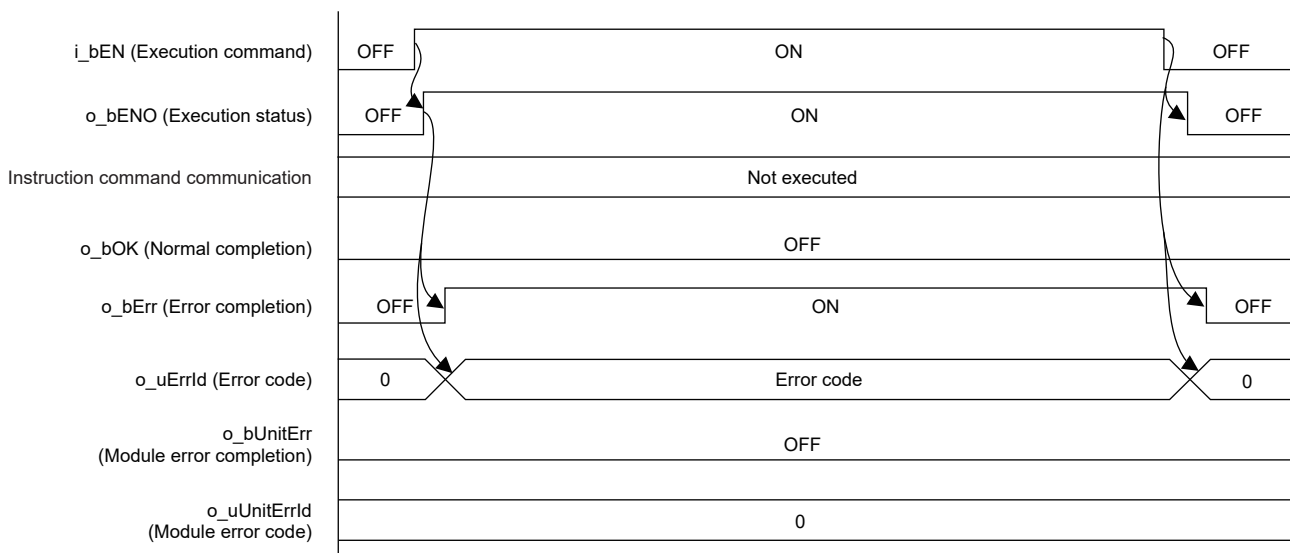 i_bEN (Execution command) OFF ON OFF
o_bENO (Execution status) OFF ON OFF
Instruction command communication Not executed
o_bOK (Normal completion) OFF
o_bErr (Error completion) OFF ON OFF
o_uErrId (Error code) 0 Error code 0
o_bUnitErr
(Module error completion) OFF
o_uUnitErrId
(Module error code) 0